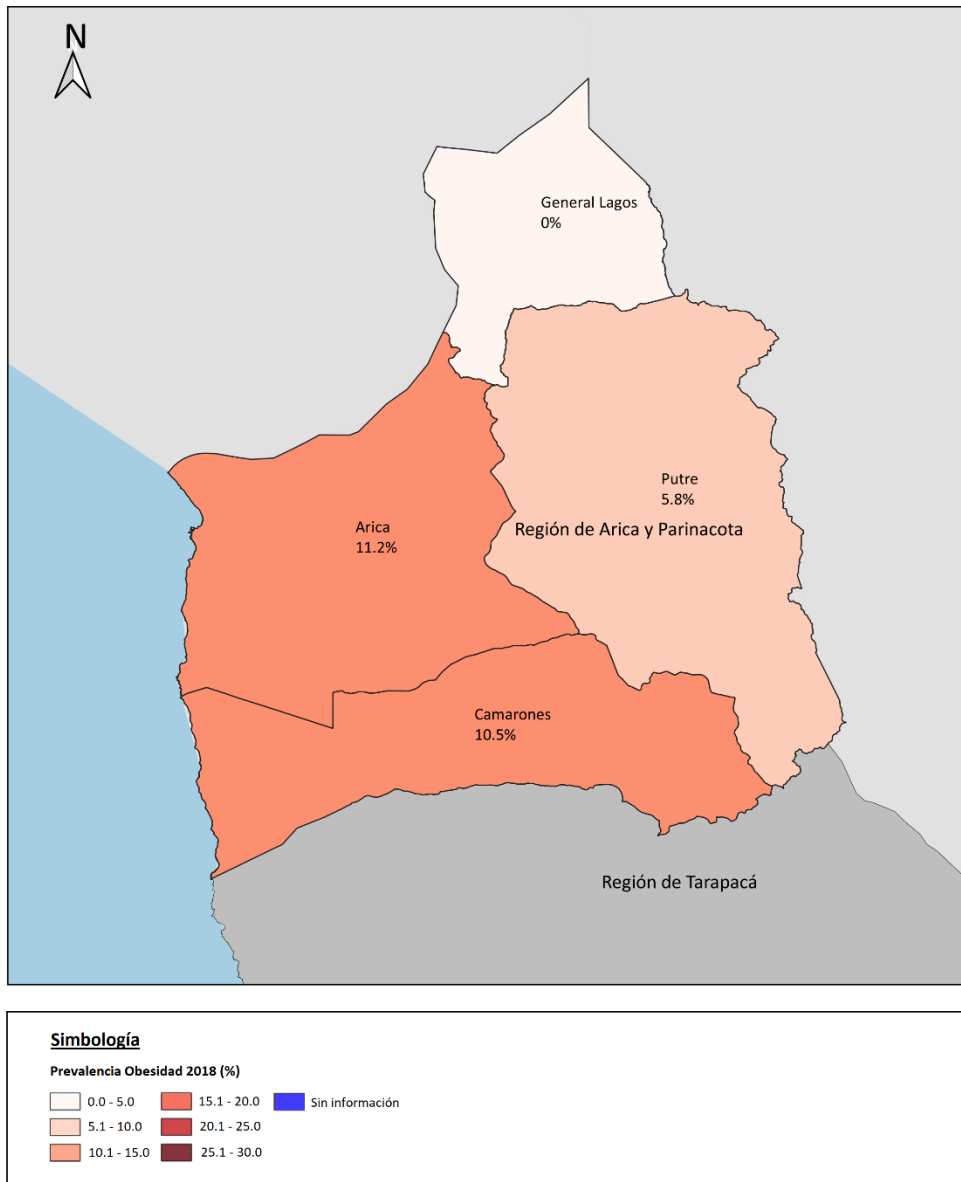 N
General Lagos
0%
Putre
5.8%
Región de Arica y Parinacota
Arica
11.2%
Camarones
10.5%
Región de Tarapacá
Simbología
Prevalencia Obesidad 2018 (%)
0.0 - 5.0
15.1 - 20.0
Sin información
5.1 - 10.0
20.1 - 25.0
10.1 - 15.0
25.1 - 30.0